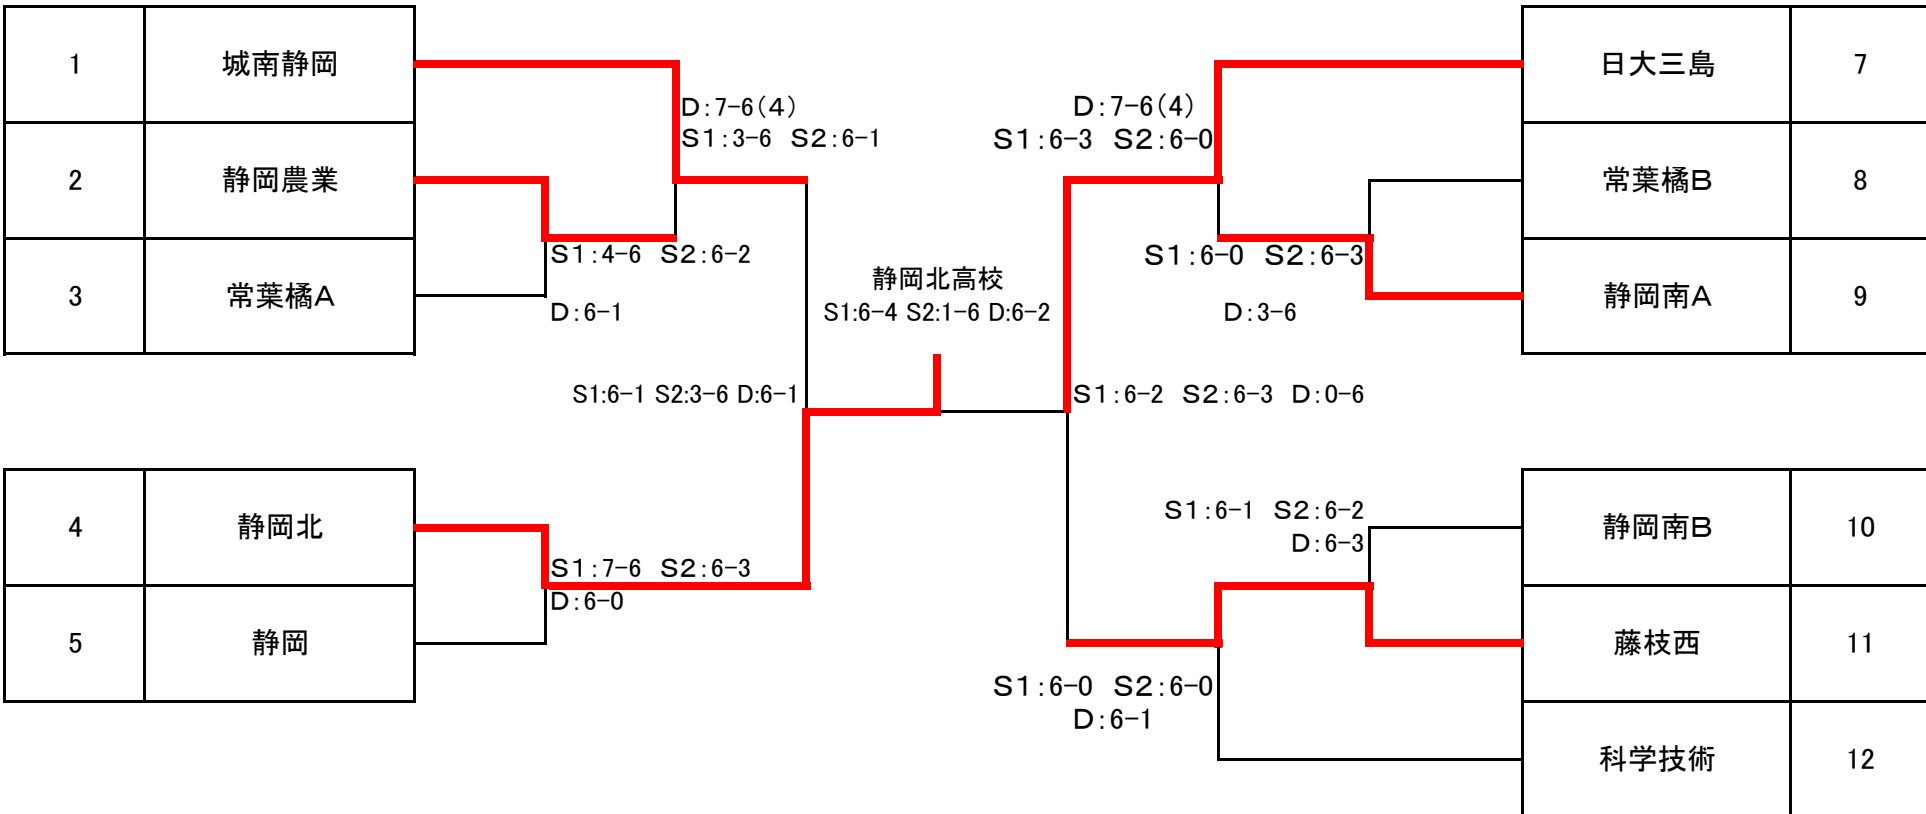 1 城南静岡
2 静岡農業
3 常葉橘A
4 静岡北
5 静岡
D:7-6(4)
S1:3-6 S2:6-1
S1:4-6 S2:6-2
D:6-1
S1:6-1 S2:3-6 D:6-1
S1:7-6 S2:6-3
D:6-0
静岡北高校
S1:6-4 S2:1-6 D:6-2
D:7-6(4)
S1:6-3 S2:6-0
S1:6-0 S2:6-3
D:3-6
S1:6-2 S2:6-3 D:0-6
S1:6-1 S2:6-2
D:6-3
S1:6-0 S2:6-0
D:6-1
日大三島 7
常葉橘B 8
静岡南A 9
静岡南B 10
藤枝西 11
科学技術 12